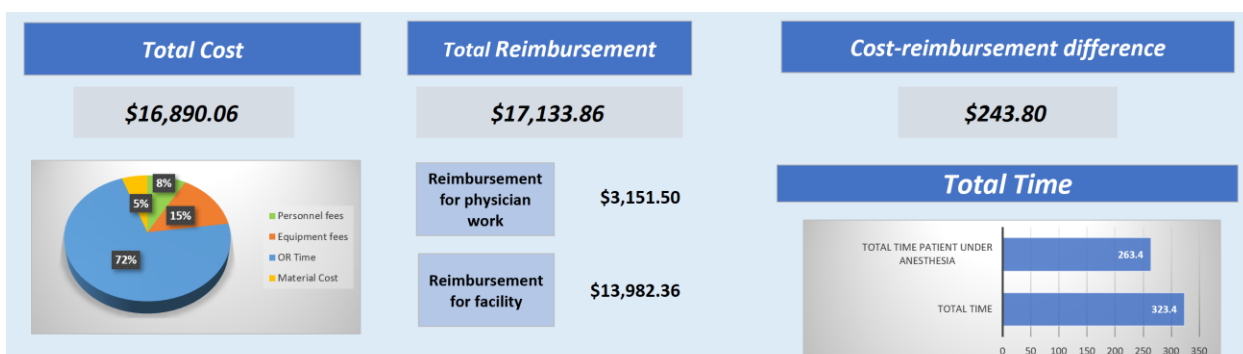 Total Cost
$16,890.06
8%
5%
15%
72%
Personnel fees
Equipment fees
OR Time
Material Cost
Total Reimbursement
$17,133.86
Reimbursement
for physician
work
$3,151.50
Reimbursement
for facility
$13,982.36
Cost-reimbursement difference
$243.80
Total Time
TOTAL TIME PATIENT UNDER
ANESTHESIA
263.4
TOTAL TIME
323.4
0 50 100 150 200 250 300 350